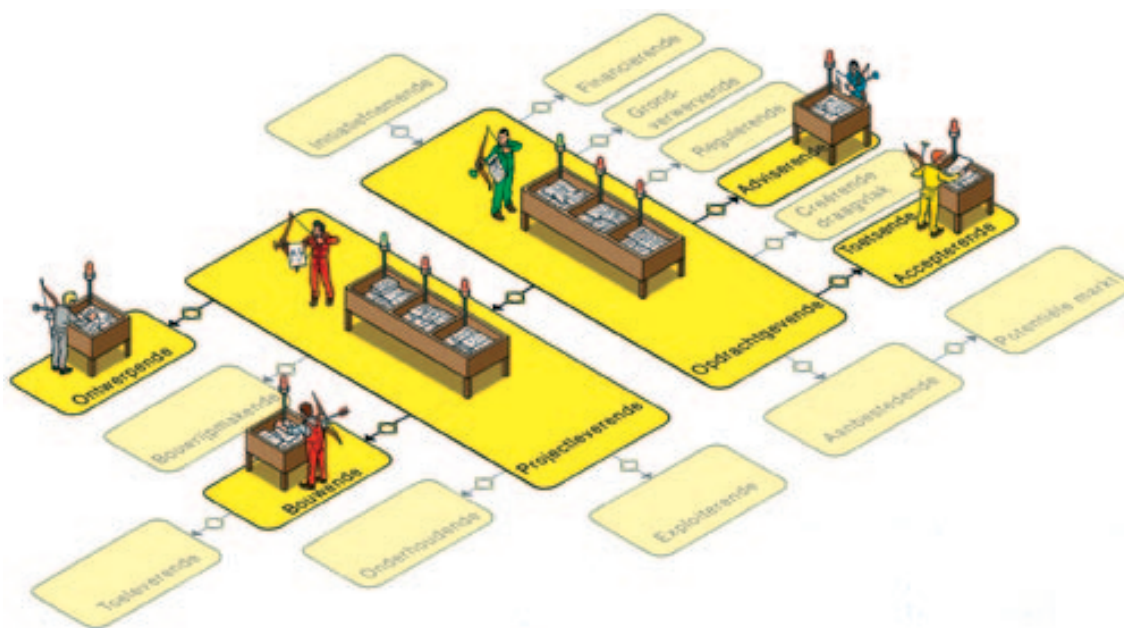 Initiatiefnemende
Financierende
Grond-
verwervende
Regulerende
Adviserende
Creërende
draagvlak
Toetsende
Accepterende
Opdrachtgevende
Potentiële markt
Aanbestedende
Projectleverende
Ontwerpende
Bouwrijpmakende
Bouwende
Exploiterende
Onderhoudende
Toeleverende